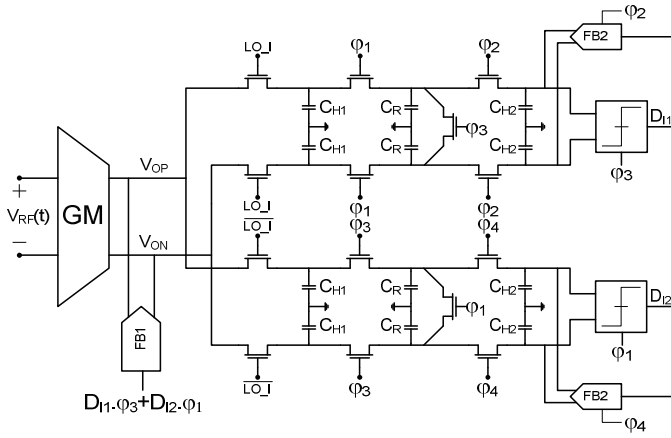 φ2
FB2
LO_I
φ1
φ2
CH1
CR
CH2
DI1
φ3
CH1
CR
CH2
φ3
VOP
LO_I
φ1
φ2
+
VRF(t)
−
GM
LO_I
φ3
φ4
VON
CH1
CR
CH2
DI2
φ1
CH1
CR
CH2
φ1
FB1
LO_I
φ3
φ4
FB2
φ4
DI1.φ3+DI2.φ1